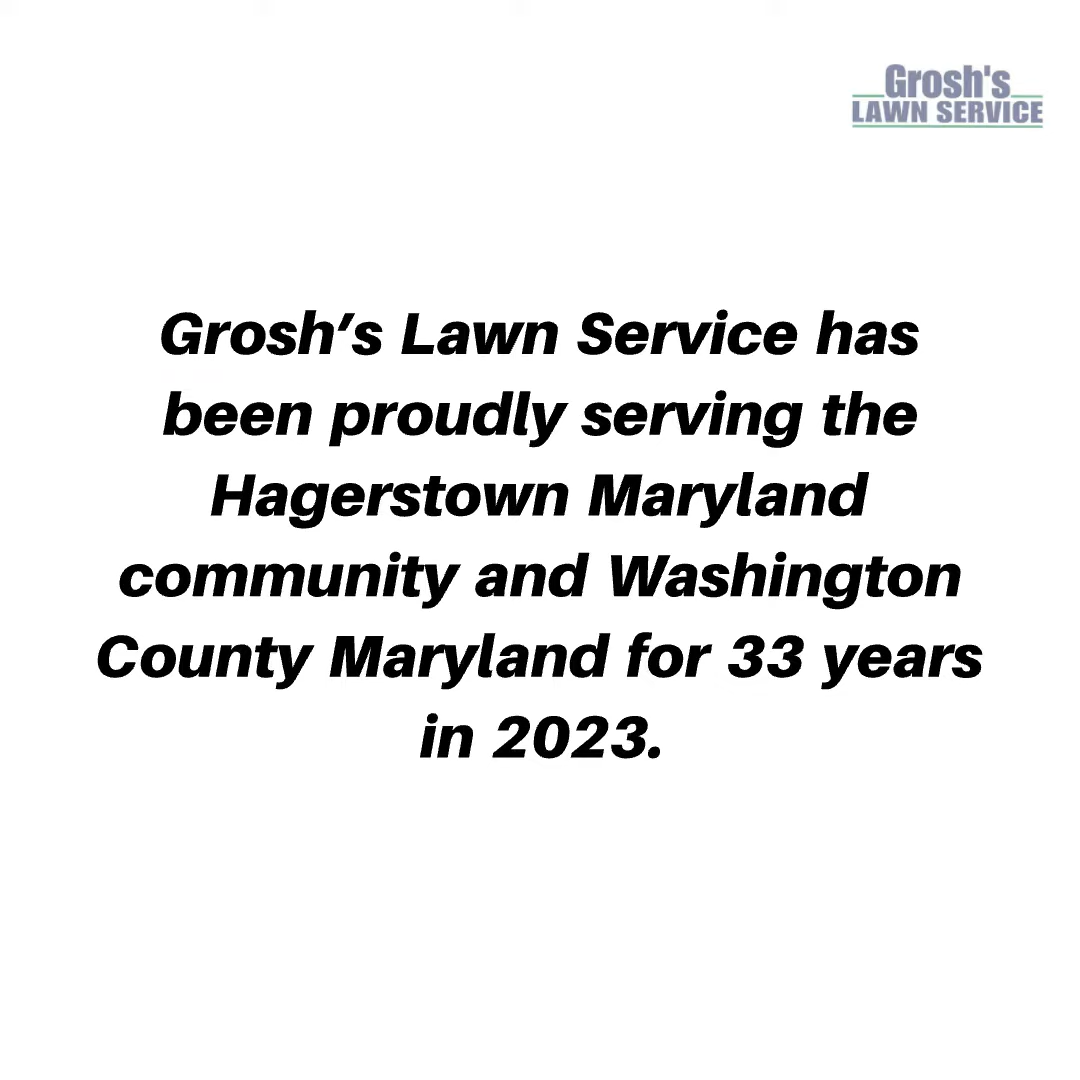 Grosh's
LAWN SERVICE
Grosh’s Lawn Service has
been proudly serving the
Hagerstown Maryland
community and Washington
County Maryland for 33 years
in 2023.